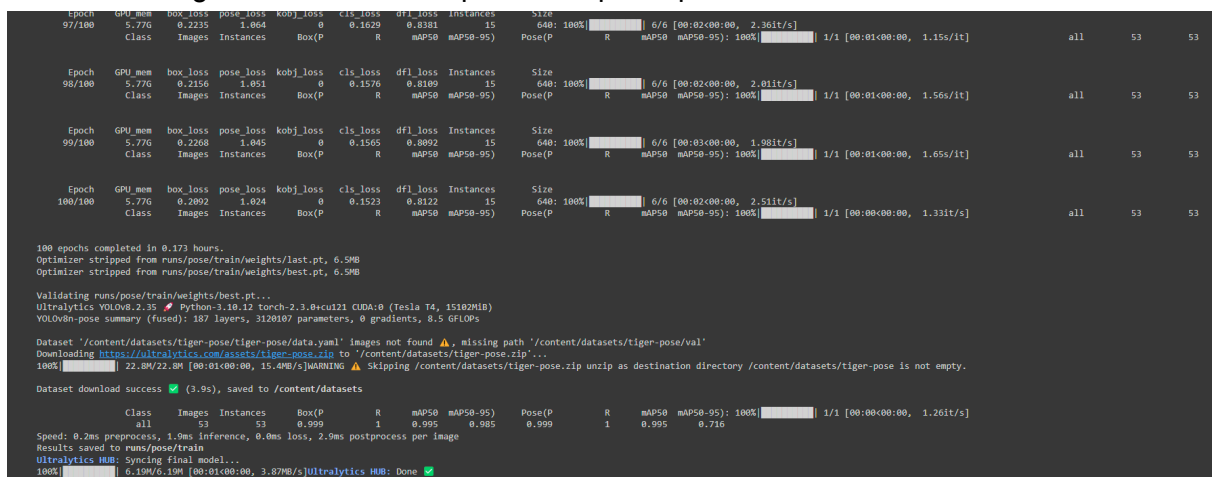 Epoch GPU_mem box_loss pose_loss kobj_loss cls_loss dfl_loss Instances Size
97/100 5.77G 0.2235 1.064 0 0.1629 0.8381 15 640: 100%|██████████| 6/6 [00:02<00:00, 2.36it/s]
Class Images Instances Box(P R mAP50 mAP50-95) Pose(P R mAP50 mAP50-95): 100%|██████████| 1/1 [00:01<00:00, 1.15s/it] all 53 53
Epoch GPU_mem box_loss pose_loss kobj_loss cls_loss dfl_loss Instances Size
98/100 5.77G 0.2156 1.051 0 0.1576 0.8109 15 640: 100%|██████████| 6/6 [00:02<00:00, 2.01it/s]
Class Images Instances Box(P R mAP50 mAP50-95) Pose(P R mAP50 mAP50-95): 100%|██████████| 1/1 [00:01<00:00, 1.56s/it] all 53 53
Epoch GPU_mem box_loss pose_loss kobj_loss cls_loss dfl_loss Instances Size
99/100 5.77G 0.2268 1.045 0 0.1565 0.8092 15 640: 100%|██████████| 6/6 [00:03<00:00, 1.98it/s]
Class Images Instances Box(P R mAP50 mAP50-95) Pose(P R mAP50 mAP50-95): 100%|██████████| 1/1 [00:01<00:00, 1.65s/it] all 53 53
Epoch GPU_mem box_loss pose_loss kobj_loss cls_loss dfl_loss Instances Size
100/100 5.77G 0.2092 1.024 0 0.1523 0.8122 15 640: 100%|██████████| 6/6 [00:02<00:00, 2.51it/s]
Class Images Instances Box(P R mAP50 mAP50-95) Pose(P R mAP50 mAP50-95): 100%|██████████| 1/1 [00:00<00:00, 1.33it/s] all 53 53
100 epochs completed in 0.173 hours.
Optimizer stripped from runs/pose/train/weights/last.pt, 6.5MB
Optimizer stripped from runs/pose/train/weights/best.pt, 6.5MB
Validating runs/pose/train/weights/best.pt...
Ultralytics YOLOv8.2.35 🚀 Python-3.10.12 torch-2.3.0+cu121 CUDA:0 (Tesla T4, 15102MiB)
YOLOv8n-pose summary (fused): 187 layers, 3120107 parameters, 0 gradients, 8.5 GFLOPs
Dataset '/content/datasets/tiger-pose/tiger-pose/data.yaml' images not found ⚠️, missing path '/content/datasets/tiger-pose/val'
Downloading https://ultralytics.com/assets/tiger-pose.zip to '/content/datasets/tiger-pose.zip'...
100%|██████████| 22.8M/22.8M [00:01<00:00, 15.4MB/s]WARNING ⚠️ Skipping /content/datasets/tiger-pose.zip unzip as destination directory /content/datasets/tiger-pose is not empty.
Dataset download success ✅ (3.9s), saved to /content/datasets
Class Images Instances Box(P R mAP50 mAP50-95) Pose(P R mAP50 mAP50-95): 100%|██████████| 1/1 [00:00<00:00, 1.26it/s]
all 53 53 0.999 1 0.995 0.985 0.999 1 0.995 0.716
Speed: 0.2ms preprocess, 1.9ms inference, 0.0ms loss, 2.9ms postprocess per image
Results saved to runs/pose/train
Ultralytics HUB: Syncing final model...
100%|██████████| 6.19M/6.19M [00:01<00:00, 3.87MB/s]Ultralytics HUB: Done ✅